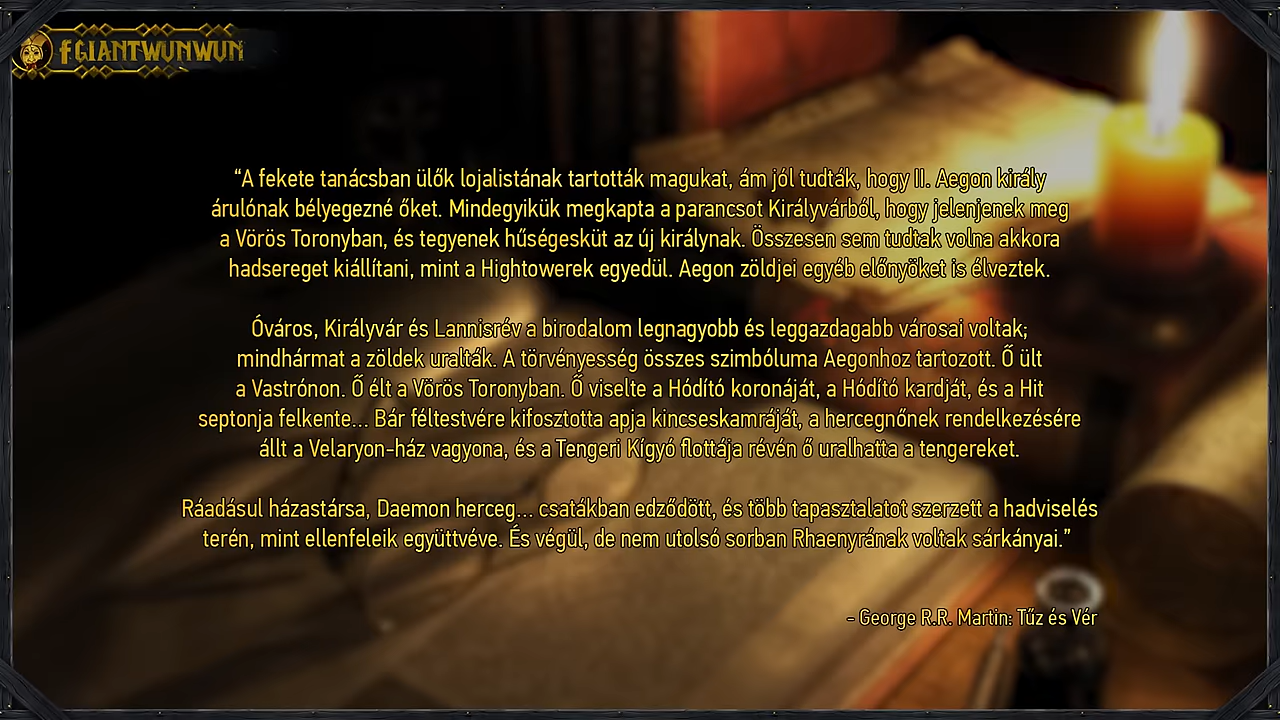 fGIANTWUNWUN
“A fekete tanácsban ülők lojalistának tartották magukat, ám jól tudták, hogy II. Aegon király
árulónak bélyegezné őket. Mindegyikük megkapta a parancsot Királyvárból, hogy jelenjenek meg
a Vörös Toronyban, és tegyenek hűségesküt az új királynak. Összesen sem tudtak volna akkora
hadsereget kiállítani, mint a Hightowerek egyedül. Aegon zöldjei egyéb előnyöket is élveztek.
Óváros, Királyvár és Lannisrév a birodalom legnagyobb és leggazdagabb városai voltak;
mindhármat a zöldek uralták. A törvényesség összes szimbóluma Aegonhoz tartozott. Ő ült
a Vastrónon. Ő élt a Vörös Toronyban. Ő viselte a Hódító koronáját, a Hódító kardját, és a Hit
septonja felkente... Bár féltestvére kifosztotta apja kincseskamráját, a hercegnőnek rendelkezésére
állt a Velaryon-ház vagyona, és a Tengeri Kígyó flottája révén ő uralhatta a tengereket.
Ráadásul házastársa, Daemon herceg... csatákban edződött, és több tapasztalatot szerzett a hadviselés
terén, mint ellenfeleik együttvéve. És végül, de nem utolsó sorban Rhaenyrának voltak sárkányai.”
- George R.R. Martin: Tűz és Vér